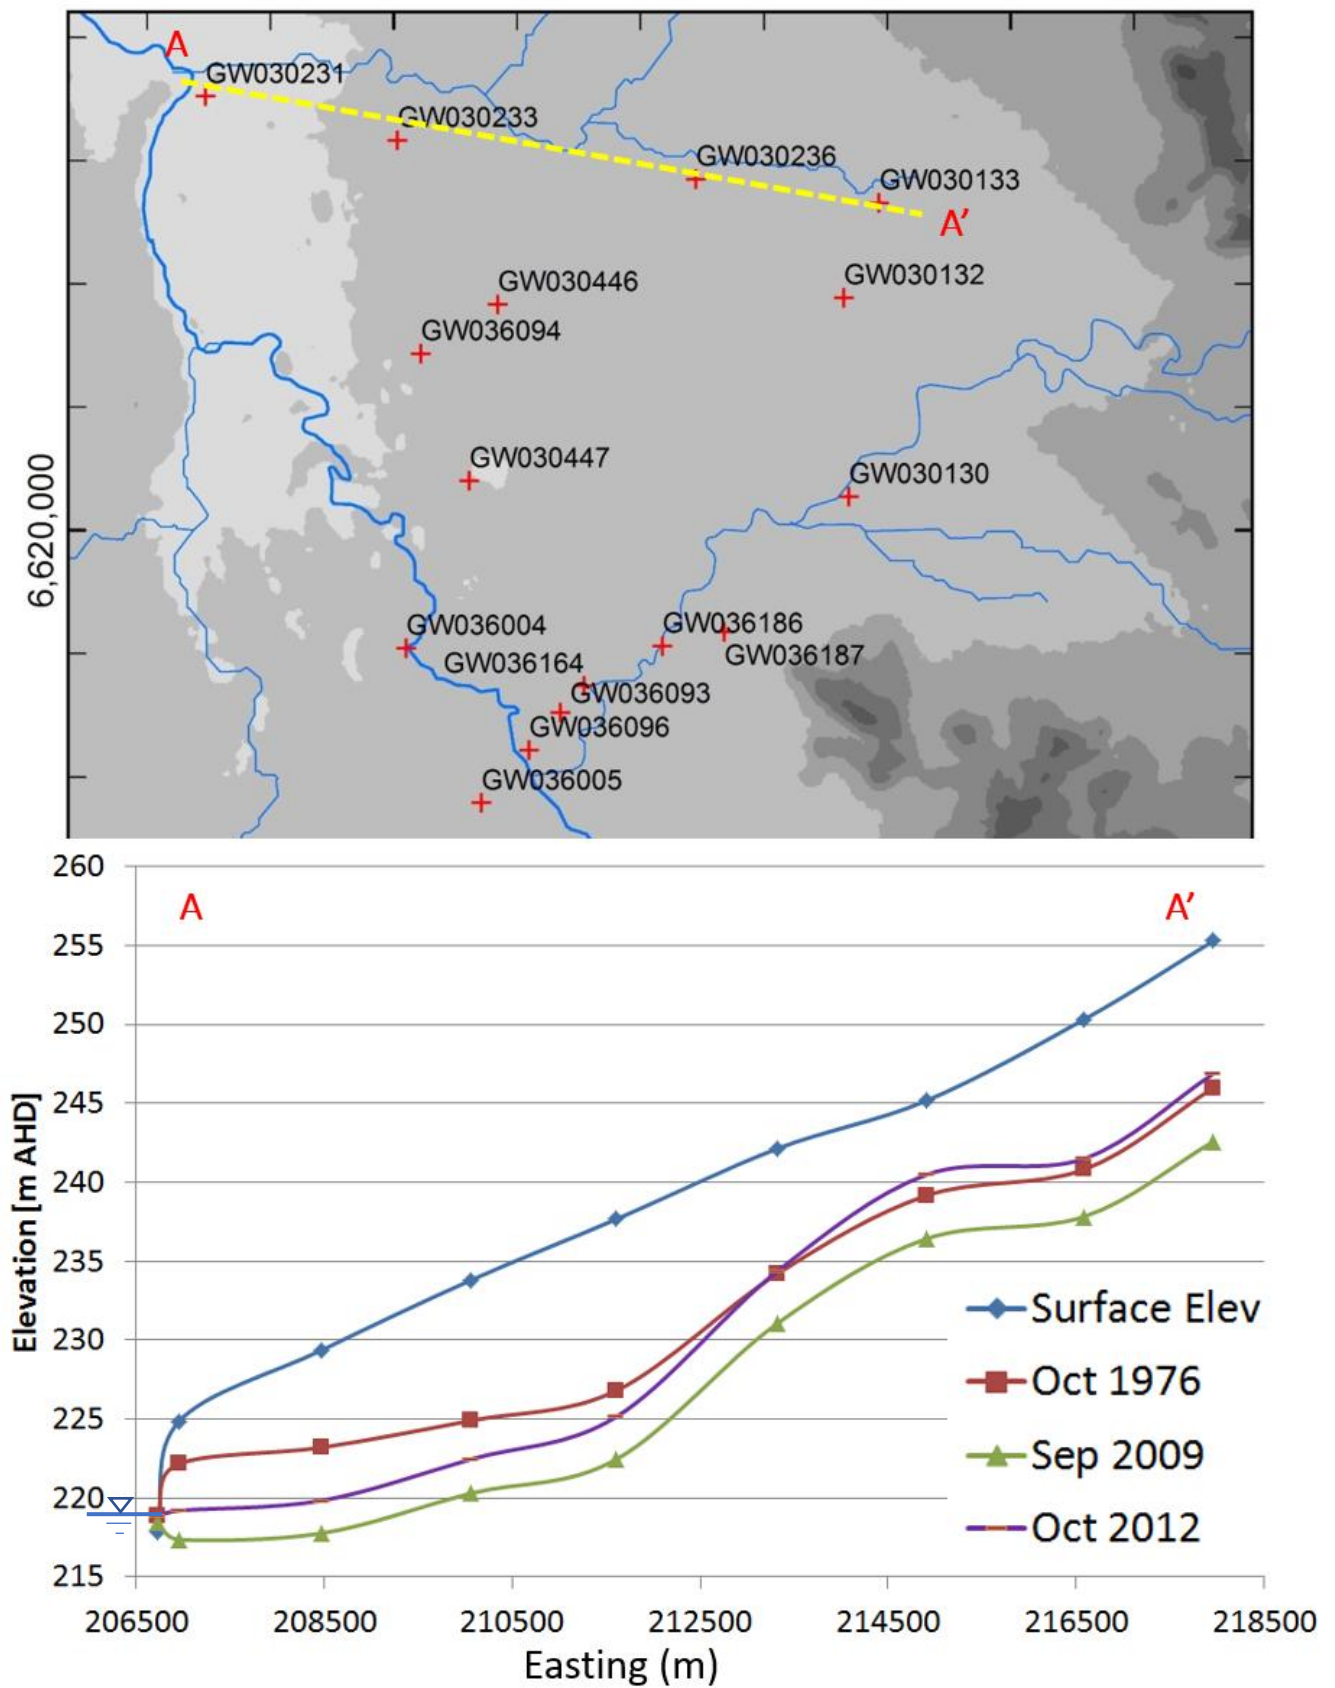 A
GW030231
GW030233
GW030236
GW030133
A’
GW030132
GW030446
GW036094
GW030447
GW030130
6,620,000
GW036004
GW036186
GW036164
GW036187
GW036093
GW036096
GW036005
260
A
A’
255
250
245
240
235
230
225
220
215
Elevation [m AHD]
Surface Elev
Oct 1976
Sep 2009
Oct 2012
206500 208500 210500 212500 214500 216500 218500
Easting (m)